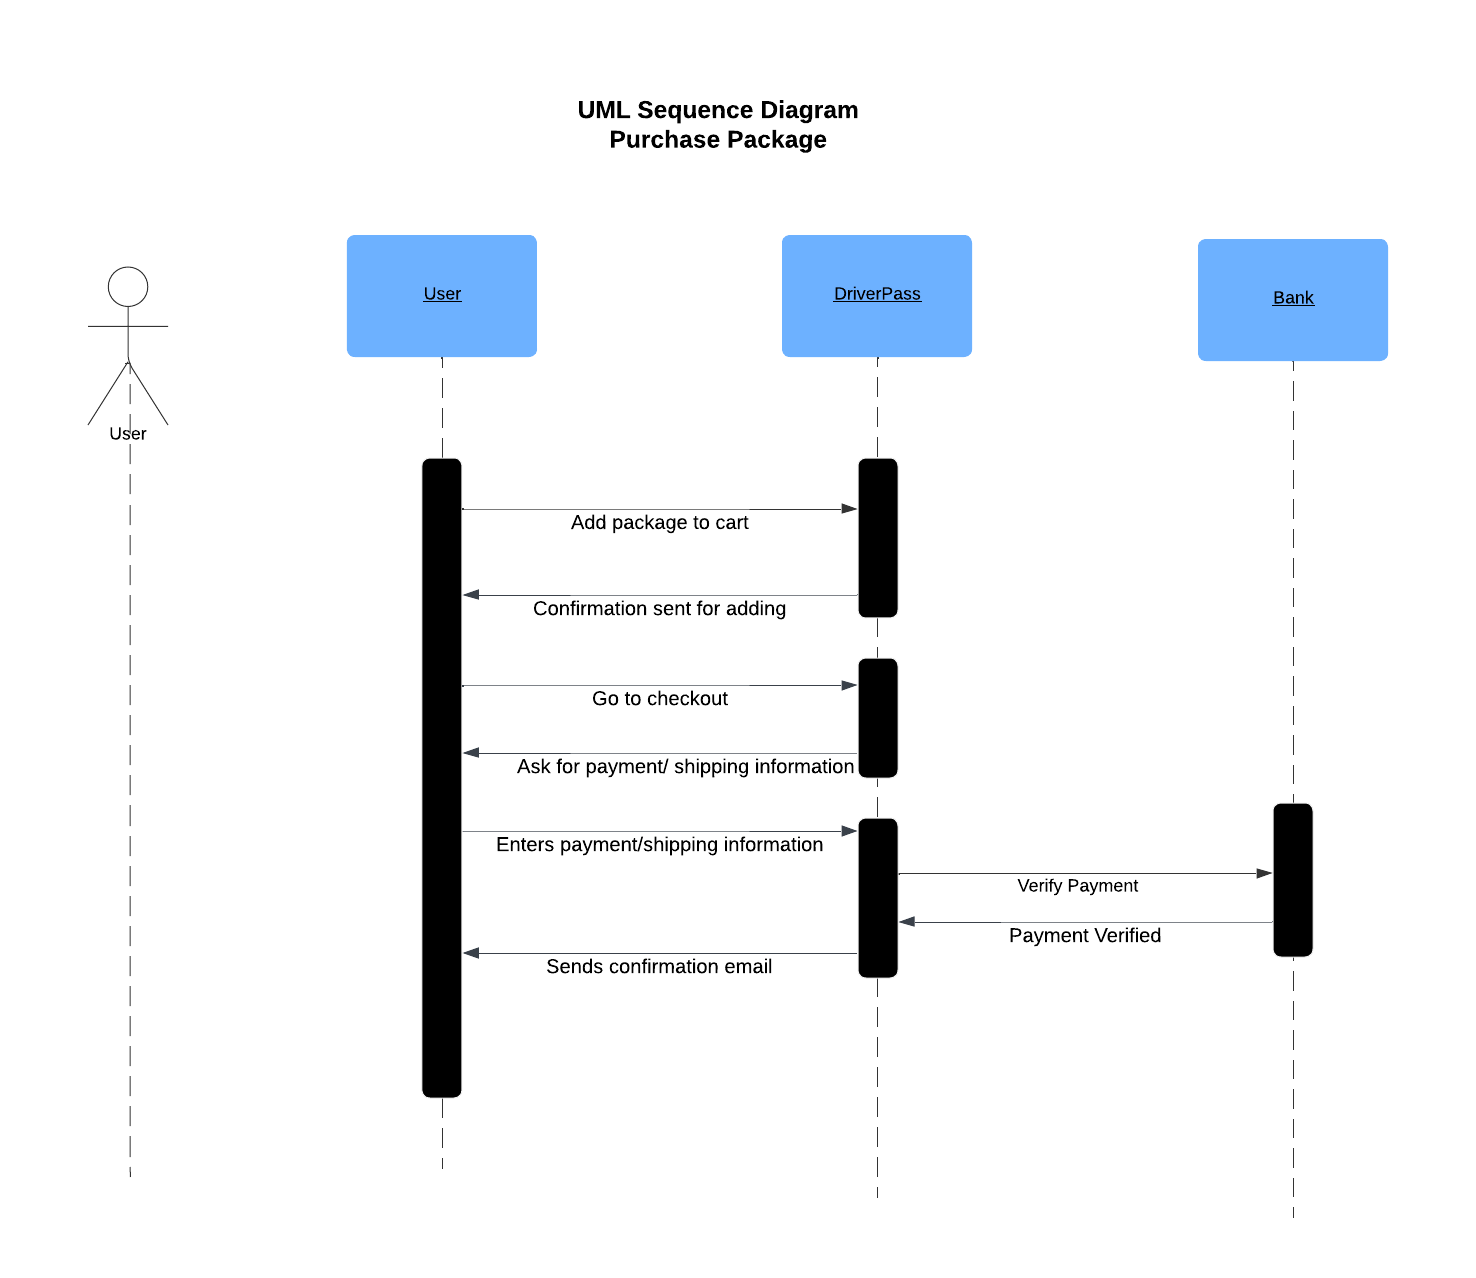 UML Sequence Diagram
Purchase Package
User
User
DriverPass
Bank
Add package to cart
Confirmation sent for adding
Go to checkout
Ask for payment/ shipping information
Enters payment/shipping information
Verify Payment
Payment Verified
Sends confirmation email